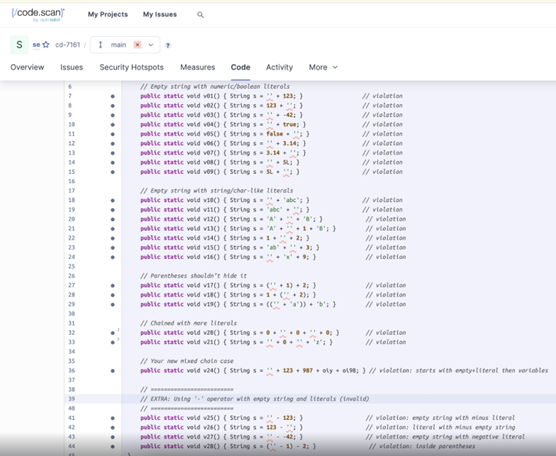 [/code.scan]
by autorabit
My Projects My Issues
S se cd-7161 / main ?
Overview Issues Security Hotspots Measures Code Activity More
6 // Empty string with numeric/boolean literals
7 public static void v01() { String s = '' + 123; } // violation
8 public static void v02() { String s = 123 + ''; } // violation
9 public static void v03() { String s = '' + -42; } // violation
10 public static void v04() { String s = '' + true; } // violation
11 public static void v05() { String s = false + ''; } // violation
12 public static void v06() { String s = '' + 3.14; } // violation
13 public static void v07() { String s = 3.14 + ''; } // violation
14 public static void v08() { String s = '' + 5L; } // violation
15 public static void v09() { String s = 5L + ''; } // violation
16
17 // Empty string with string/char-like literals
18 public static void v10() { String s = '' + 'abc'; } // violation
19 public static void v11() { String s = 'abc' + ''; } // violation
20 public static void v12() { String s = 'A' + '' + 'B'; } // violation
21 public static void v13() { String s = 'A' + '' + 1 + 'B'; } // violation
22 public static void v14() { String s = 1 + '' + 2; } // violation
23 public static void v15() { String s = 'ab' + '' + 3; } // violation
24 public static void v16() { String s = '' + 'x' + 9; } // violation
25
26 // Parentheses shouldn't hide it
27 public static void v17() { String s = ('' + 1) + 2; } // violation
28 public static void v18() { String s = 1 + ('' + 2); } // violation
29 public static void v19() { String s = (('' + 'a')) + 'b'; } // violation
30
31 // Chained with more literals
32 public static void v20() { String s = 0 + '' + 0 + '' + 0; } // violation
33 public static void v21() { String s = '' + 0 + '' + 'z'; } // violation
34
35 // Your new mixed chain case
36 public static void v24() { String s = '' + 123 + 987 + oiy + oi98; } // violation: starts with empty+literal then variables
37
38 // =========================
39 // EXTRA: Using '-' operator with empty string and literals (invalid)
40 // =========================
41 public static void v25() { String s = '' - 123; } // violation: empty string with minus literal
42 public static void v26() { String s = 123 - ''; } // violation: literal with minus empty string
43 public static void v27() { String s = '' - -42; } // violation: empty string with negative literal
44 public static void v28() { String s = ('' - 1) - 2; } // violation: inside parentheses
45